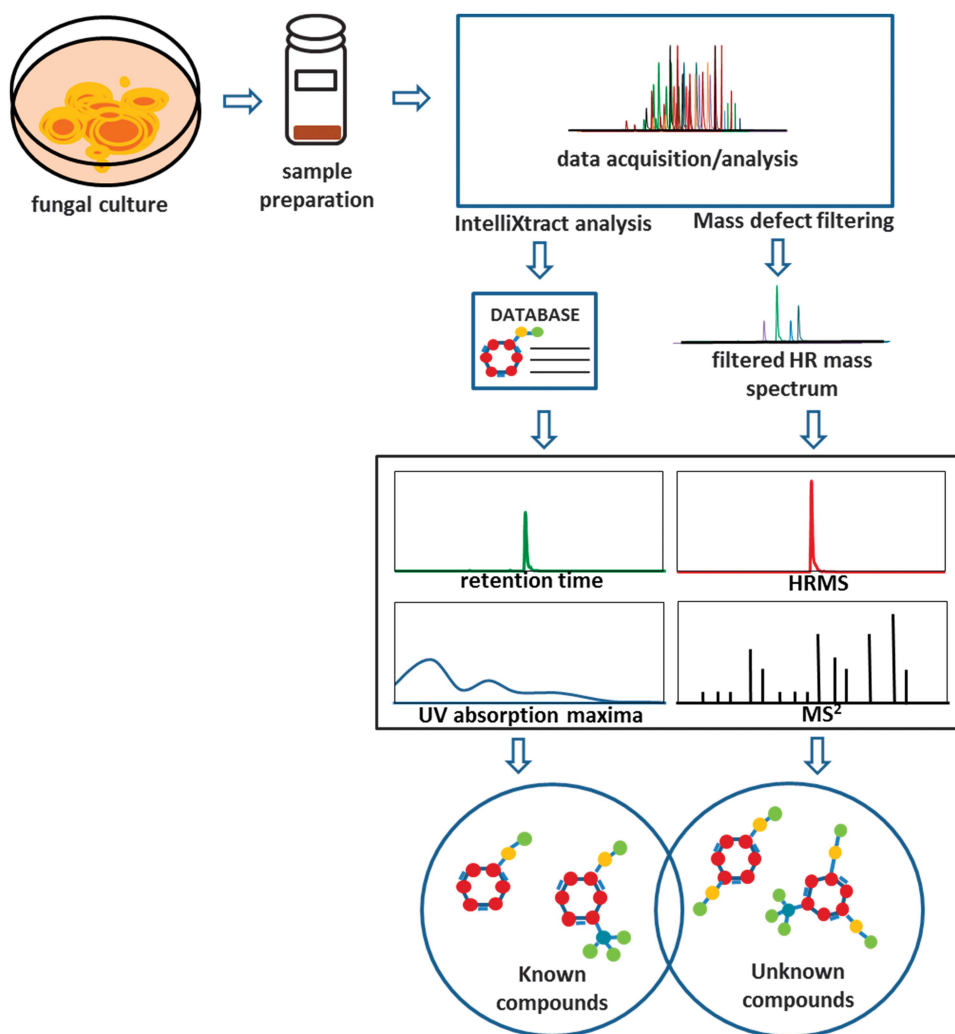 fungal culture
sample
preparation
data acquisition/analysis
IntelliXtract analysis
Mass defect filtering
DATABASE
filtered HR mass
spectrum
retention time
HRMS
UV absorption maxima
MS²
Known
compounds
Unknown
compounds